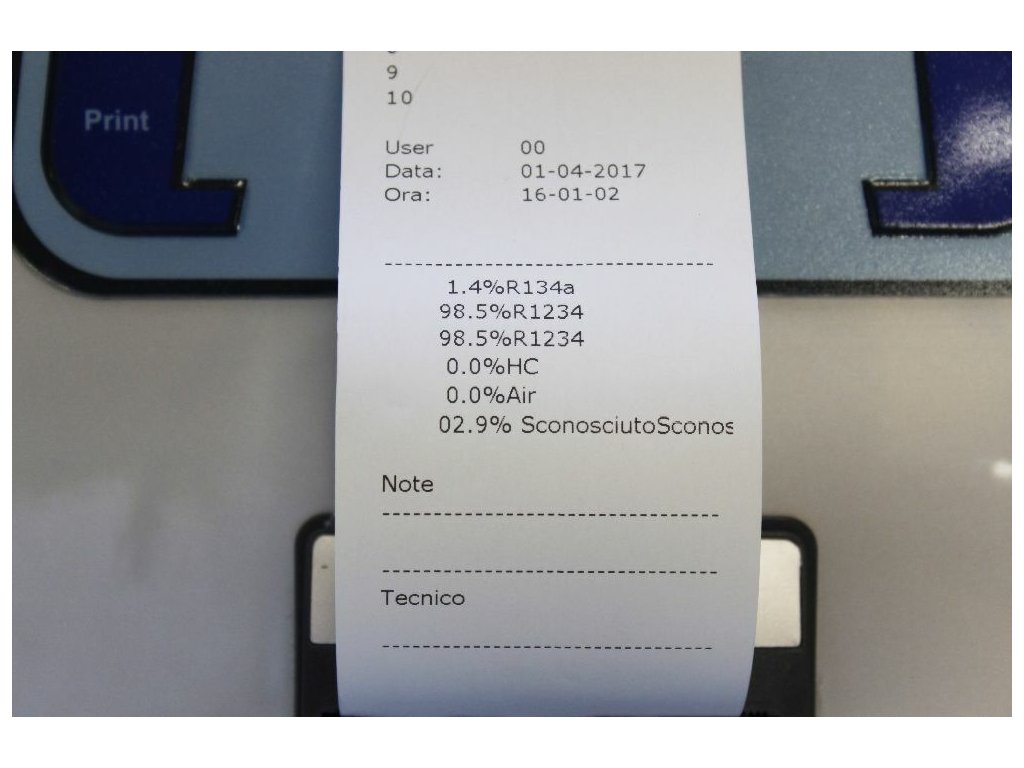 9
10
Print
User 00
Data: 01-04-2017
Ora: 16-01-02
--------------------------------
1.4%R134a
98.5%R1234
98.5%R1234
0.0%HC
0.0%Air
02.9% SconosciutoSconos
Note
--------------------------------
--------------------------------
Tecnico
--------------------------------